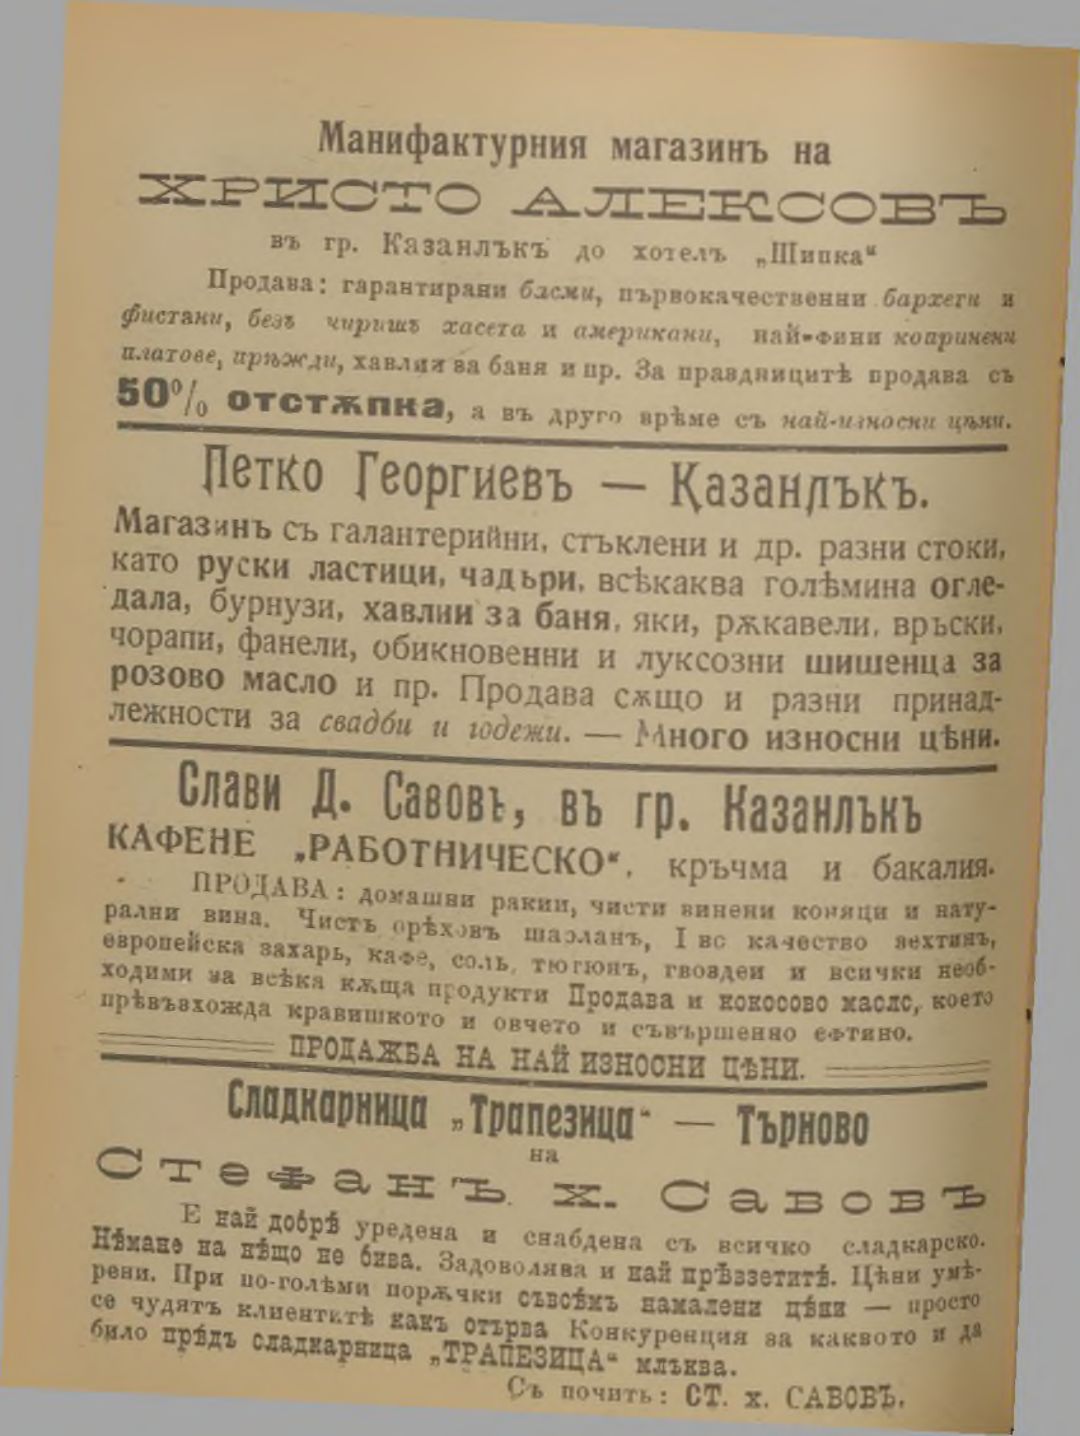 Манифактурния магазинъ на
ХРИСТО АЛЕКСОВЪ
въ гр. Казанлъкъ до хотелъ „Шипка“
Продава: гарантирани басми, първокачественни бархети и
фистани, безъ чиришъ хасета и американи, най-фини копринени
платове, прѣжди, хавлии за баня и пр. За праздницитѣ продава съ
50% отстѫпка, а въ друго врѣме съ най-износни цѣни.
Петко Георгиевъ — Казанлъкъ.
Магазинъ съ галантерийни, стъклени и др. разни стоки,
като руски ластици, чадъри, всѣкаква голѣмина огле-
дала, бурнузи, хавлии за баня, яки, рѫкавели, връски,
чорапи, фанели, обикновенни и луксозни шишенца за
розово масло и пр. Продава сѫщо и разни принад-
лежности за свадби и годежи. — Много износни цѣни.
Слави Д. Савовъ, въ гр. Казанлъкъ
КАФЕНЕ „РАБОТНИЧЕСКО“, кръчма и бакалия.
ПРОДАВА: домашни ракии, чисти винени коняци и нату-
рални вина. Чистъ орѣховъ шарланъ, I во качество зехтинъ,
европейска захарь, кафе, соль, тютюнъ, гвоздеи и всички необ-
ходими за всѣка кѫща продукти Продава и кокосово масло, което
прѣвъзхожда кравишкото и овчето и съвършенно ефтино.
ПРОДАЖБА НА НАЙ ИЗНОСНИ ЦѢНИ.
Сладкарница „Трапезица“ — Търново
на
Стефанъ х. Савовъ
Е най добрѣ уредена и снабдена съ всичко сладкарско.
Нѣмане на нѣщо не бива. Задоволява и най прѣвзетитѣ. Цѣни умѣ-
рени. При по-голѣми порѫчки съвсѣмъ намалени цѣни — просто
се чудятъ клиентитѣ какъ отърва Конкуренция за каквото и да
било прѣдъ сладкарница „ТРАПЕЗИЦА“ млъква.
Съ почить: СТ. х. САВОВЪ.